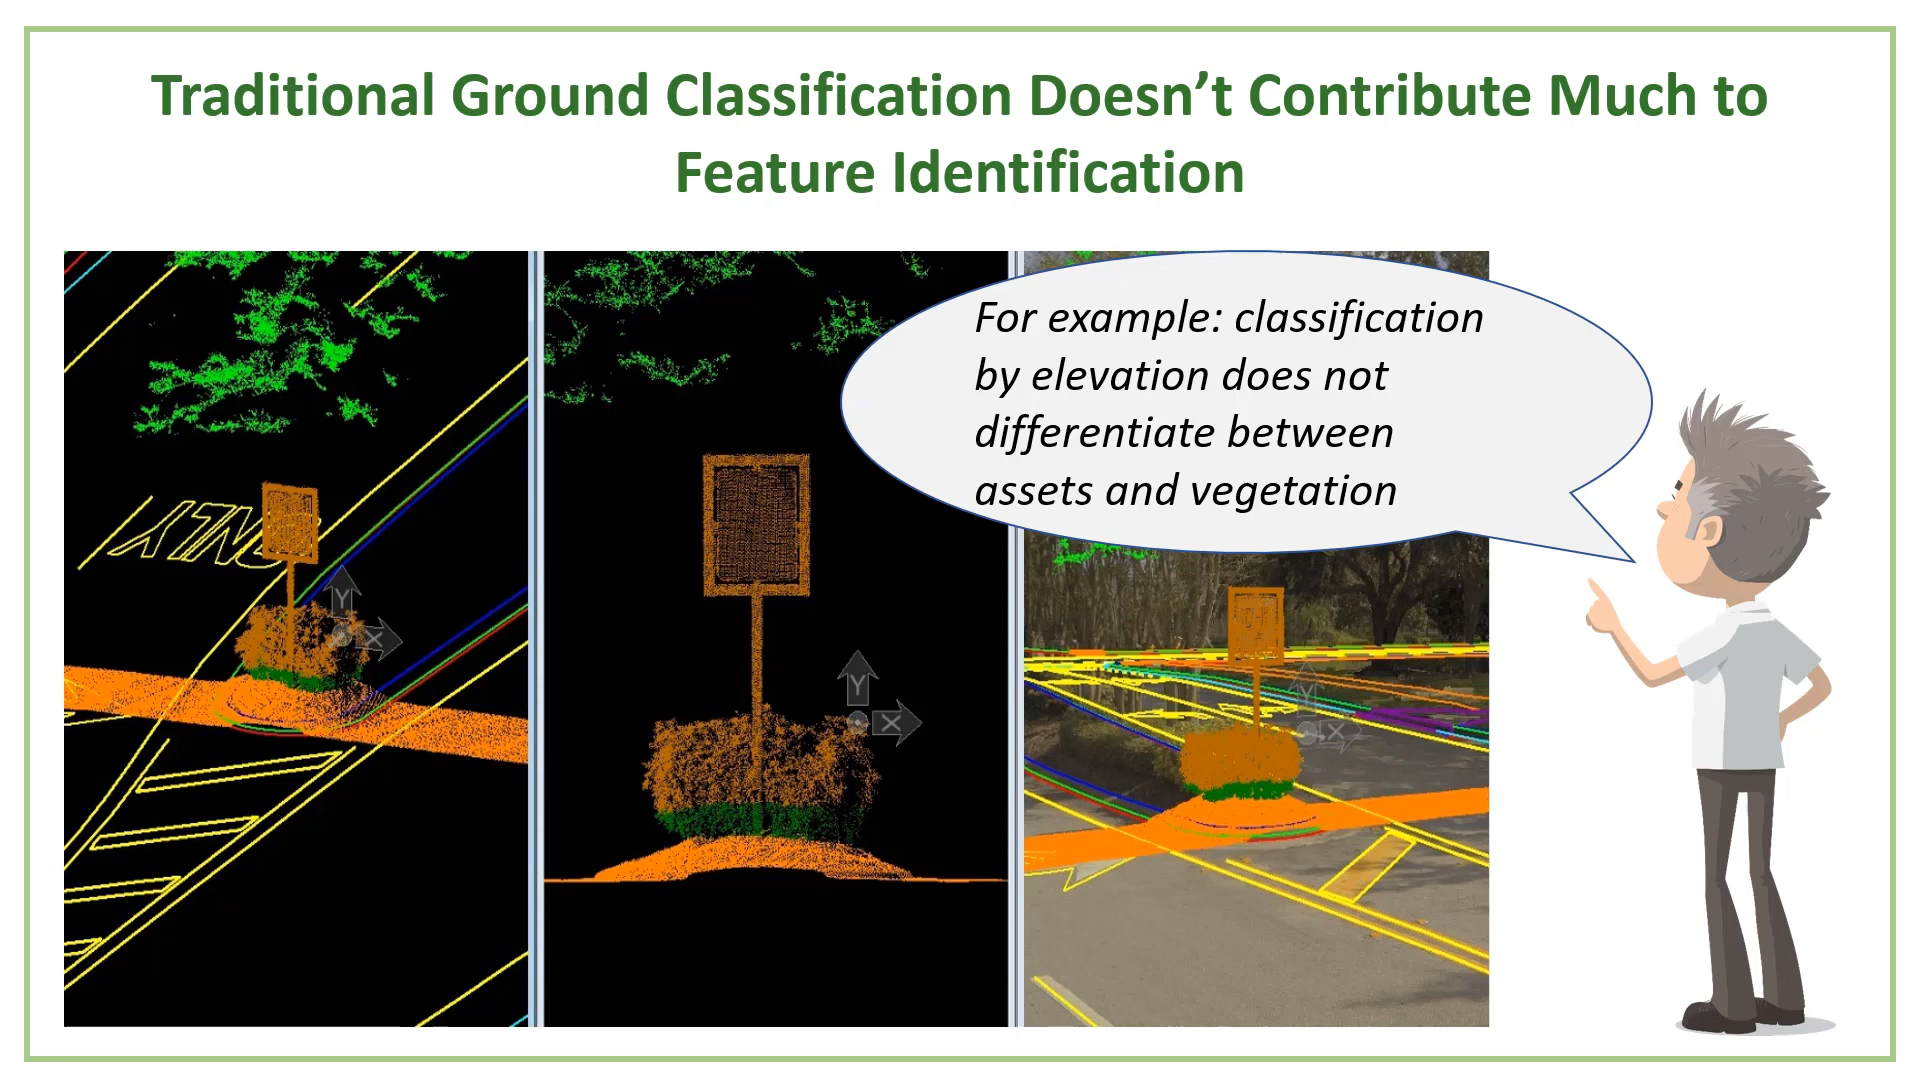 Traditional Ground Classification Doesn’t Contribute Much to
Feature Identification
For example: classification
by elevation does not
differentiate between
assets and vegetation
ONLY
Y
X
Y
X
Y
X